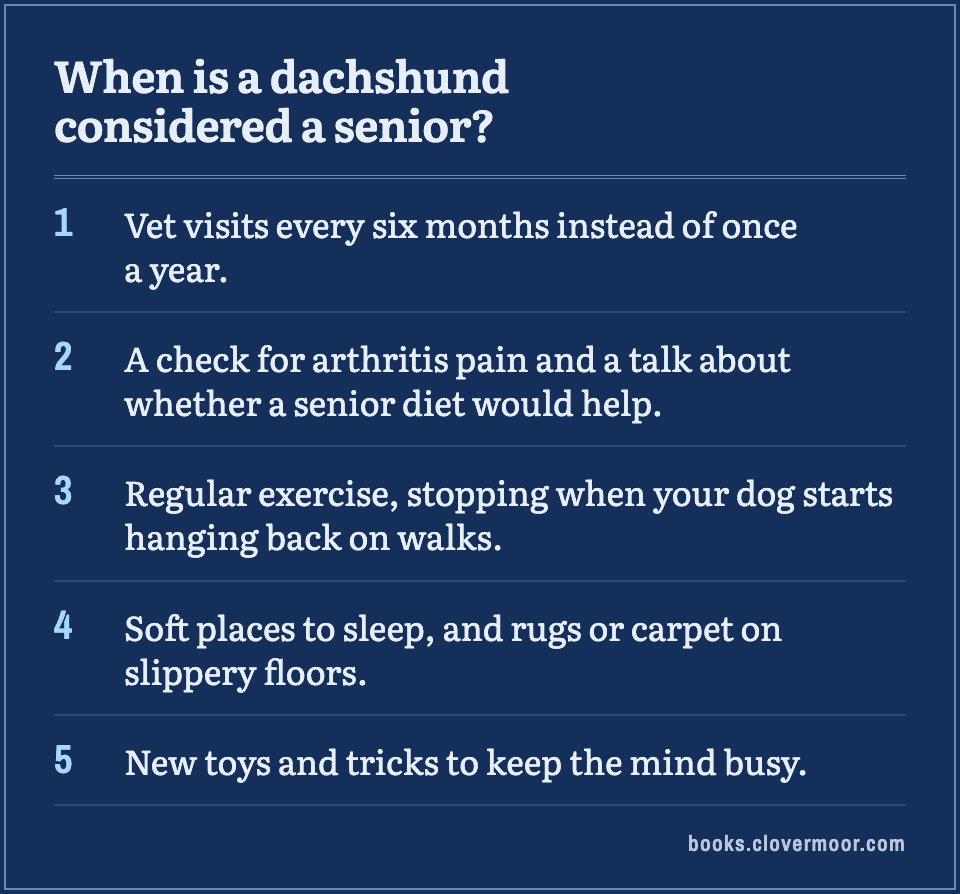 When is a dachshund
considered a senior?
1 Vet visits every six months instead of once
a year.
2 A check for arthritis pain and a talk about
whether a senior diet would help.
3 Regular exercise, stopping when your dog starts
hanging back on walks.
4 Soft places to sleep, and rugs or carpet on
slippery floors.
5 New toys and tricks to keep the mind busy.
books.clovermoor.com